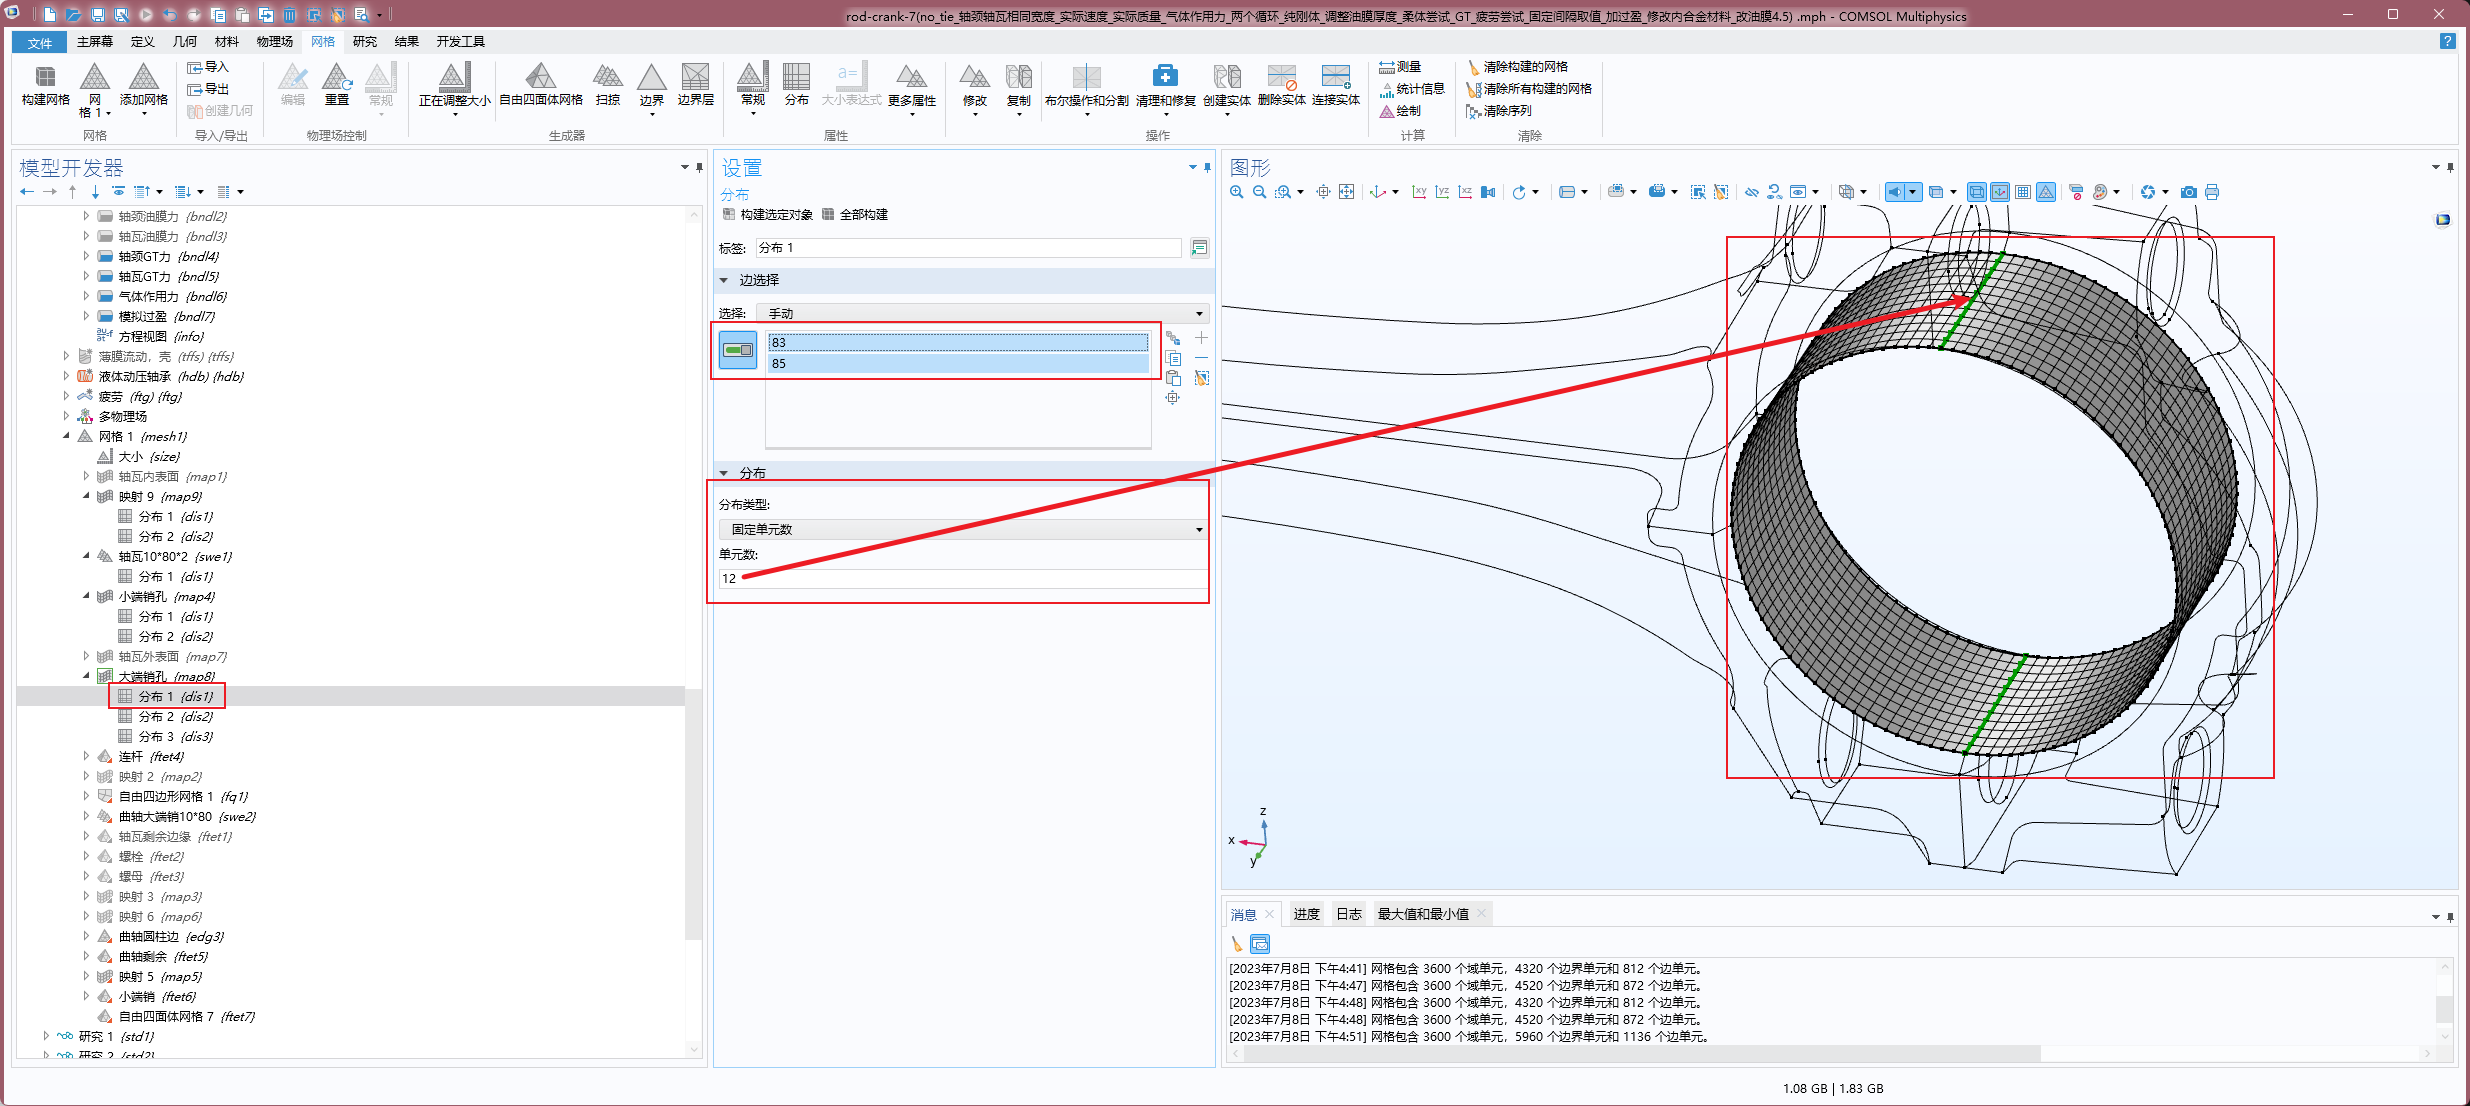 rod-crank-7(no_tie_轴颈轴瓦相同宽度_实际速度_实际质量_气体作用力_两个循环_纯刚体_调整油膜厚度_柔体尝试_GT_疲劳尝试_固定间隔取值_加过盈_修改内合金材料_改油膜4.5) .mph - COMSOL Multiphysics
文件 主屏幕 定义 几何 材料 物理场 网格 研究 结果 开发工具
构建网格 网格 1 添加网格
导入
导出
创建几何
编辑 重置 常规
正在调整大小 自由四面体网格 扫掠 边界 边界层
常规 分布 大小表达式 更多属性
a=
修改 复制 布尔操作和分割 清理和修复 创建实体 删除实体 连接实体
测量
统计信息
绘制
清除构建的网格
清除所有构建的网格
清除序列
网格 导入/导出 物理场控制 生成器 属性 操作 计算 清除
模型开发器
轴颈油膜力 {bndl2}
轴瓦油膜力 {bndl3}
轴颈GT力 {bndl4}
轴瓦GT力 {bndl5}
气体作用力 {bndl6}
模拟过盈 {bndl7}
方程视图 {info}
薄膜流动，壳 (tffs) {tffs}
液体动压轴承 (hdb) {hdb}
疲劳 (ftg) {ftg}
多物理场
网格 1 {mesh1}
大小 {size}
轴瓦内表面 {map1}
映射 9 {map9}
分布 1 {dis1}
分布 2 {dis2}
轴瓦10*80*2 {swe1}
分布 1 {dis1}
小端销孔 {map4}
分布 1 {dis1}
分布 2 {dis2}
轴瓦外表面 {map7}
大端销孔 {map8}
分布 1 {dis1}
分布 2 {dis2}
分布 3 {dis3}
连杆 {ftet4}
映射 2 {map2}
自由四边形网格 1 {fq1}
曲轴大端销10*80 {swe2}
轴瓦剩余边缘 {ftet1}
螺栓 {ftet2}
螺母 {ftet3}
映射 3 {map3}
映射 6 {map6}
曲轴圆柱边 {edg3}
曲轴剩余 {ftet5}
映射 5 {map5}
小端销 {ftet6}
自由四面体网格 7 {ftet7}
研究 1 {std1}
研究 2 {std2}
设置
分布
构建选定对象 全部构建
标签: 分布 1
边选择
选择: 手动
83
85
分布
分布类型:
固定单元数
单元数:
12
图形
xy yz xz
z
x
y
消息 进度 日志 最大值和最小值
[2023年7月8日 下午4:41] 网格包含 3600 个域单元，4320 个边界单元和 812 个边单元。
[2023年7月8日 下午4:47] 网格包含 3600 个域单元，4520 个边界单元和 872 个边单元。
[2023年7月8日 下午4:48] 网格包含 3600 个域单元，4320 个边界单元和 812 个边单元。
[2023年7月8日 下午4:48] 网格包含 3600 个域单元，4520 个边界单元和 872 个边单元。
[2023年7月8日 下午4:51] 网格包含 3600 个域单元，5960 个边界单元和 1136 个边单元。
1.08 GB | 1.83 GB